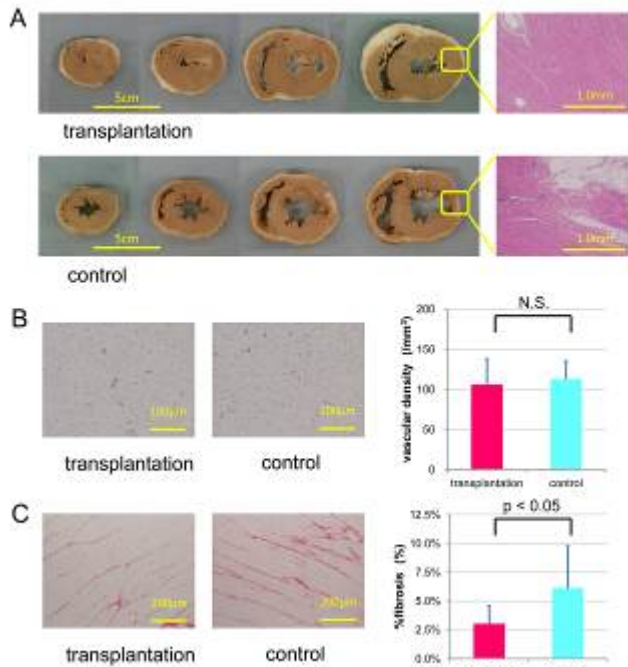 A
5cm
1.0mm
transplantation
5cm
1.0mm
control
B
100μm
100μm
transplantation
control
N.S.
vascular density (/mm²)
200
150
100
50
0
transplantation
control
C
200μm
200μm
transplantation
control
p < 0.05
%fibrosis (%)
12.5%
10.0%
7.5%
5.0%
2.5%
0.0%